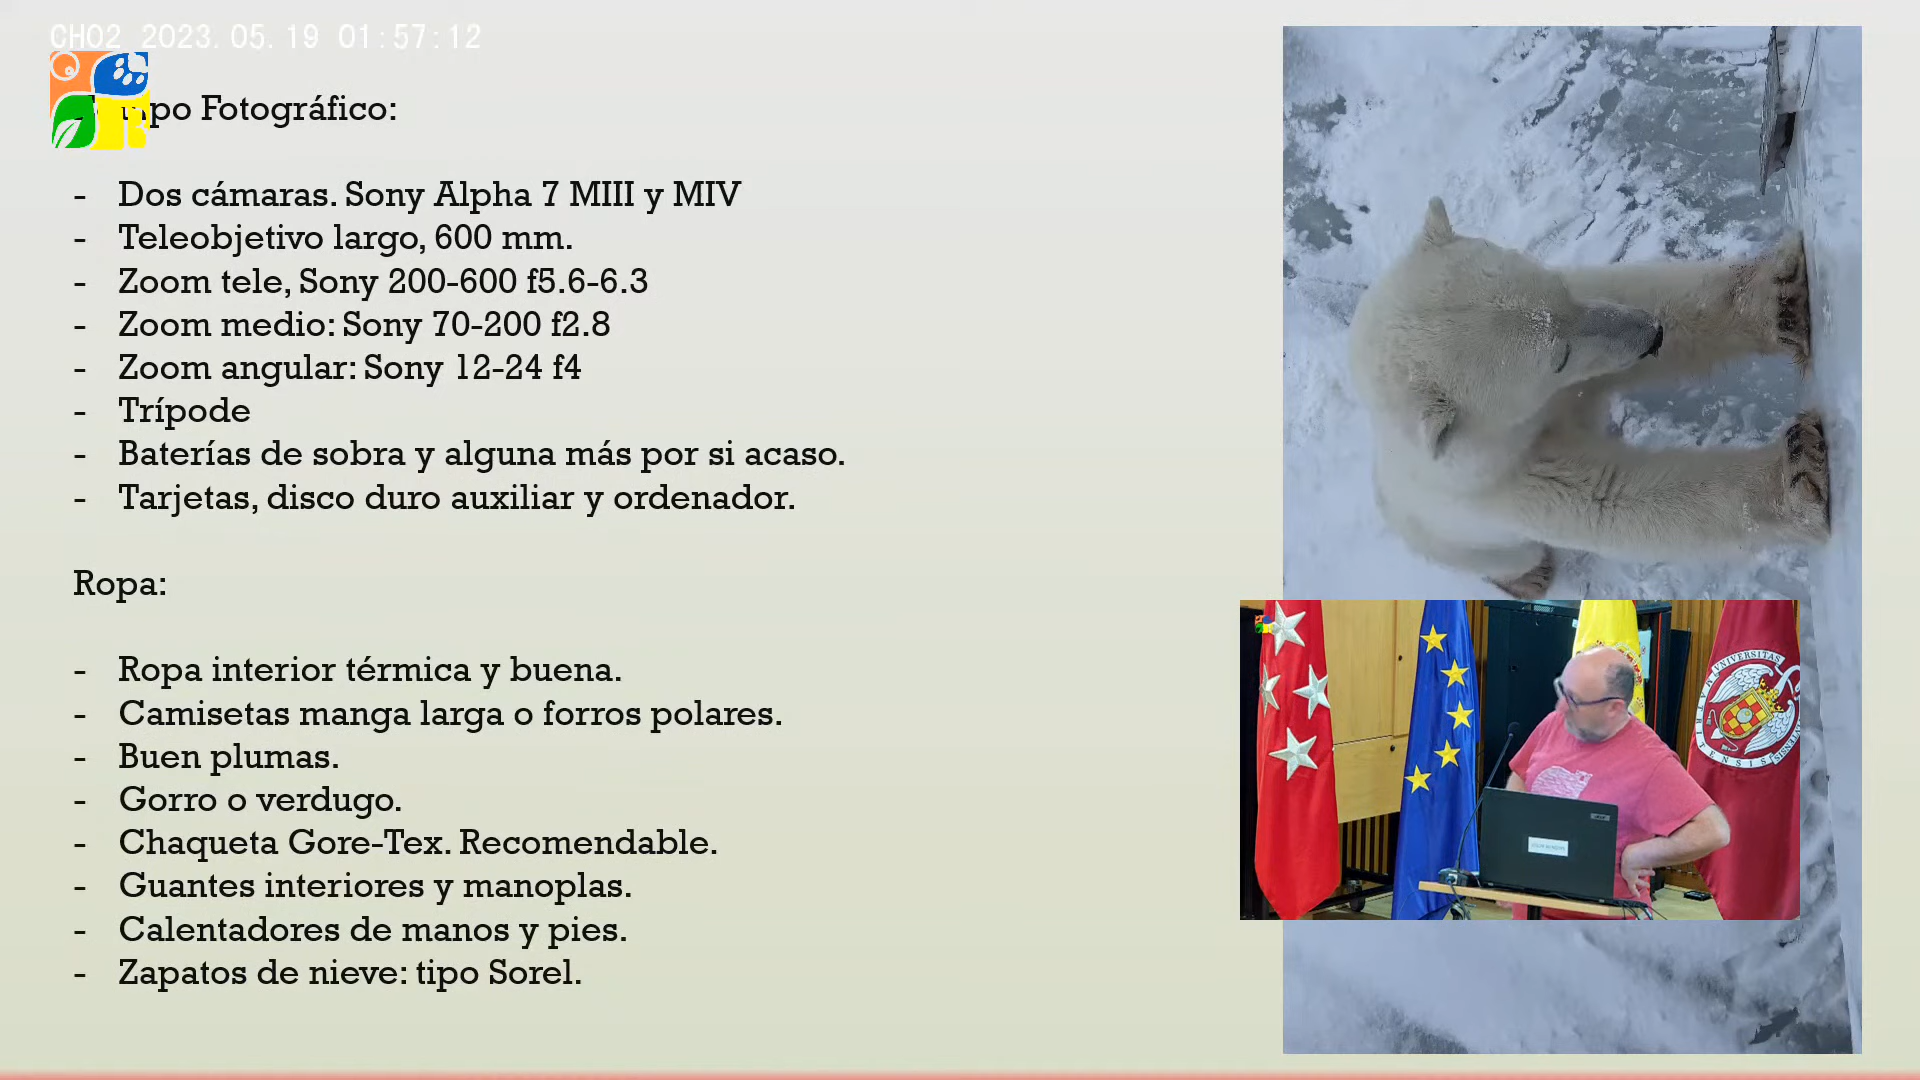 CH02 2023.05.19 01:57:12
po Fotográfico:
- Dos cámaras. Sony Alpha 7 MIII y MIV
- Teleobjetivo largo, 600 mm.
- Zoom tele, Sony 200-600 f5.6-6.3
- Zoom medio: Sony 70-200 f2.8
- Zoom angular: Sony 12-24 f4
- Trípode
- Baterías de sobra y alguna más por si acaso.
- Tarjetas, disco duro auxiliar y ordenador.
Ropa:
- Ropa interior térmica y buena.
- Camisetas manga larga o forros polares.
- Buen plumas.
- Gorro o verdugo.
- Chaqueta Gore-Tex. Recomendable.
- Guantes interiores y manoplas.
- Calentadores de manos y pies.
- Zapatos de nieve: tipo Sorel.
UNIVERSITAS